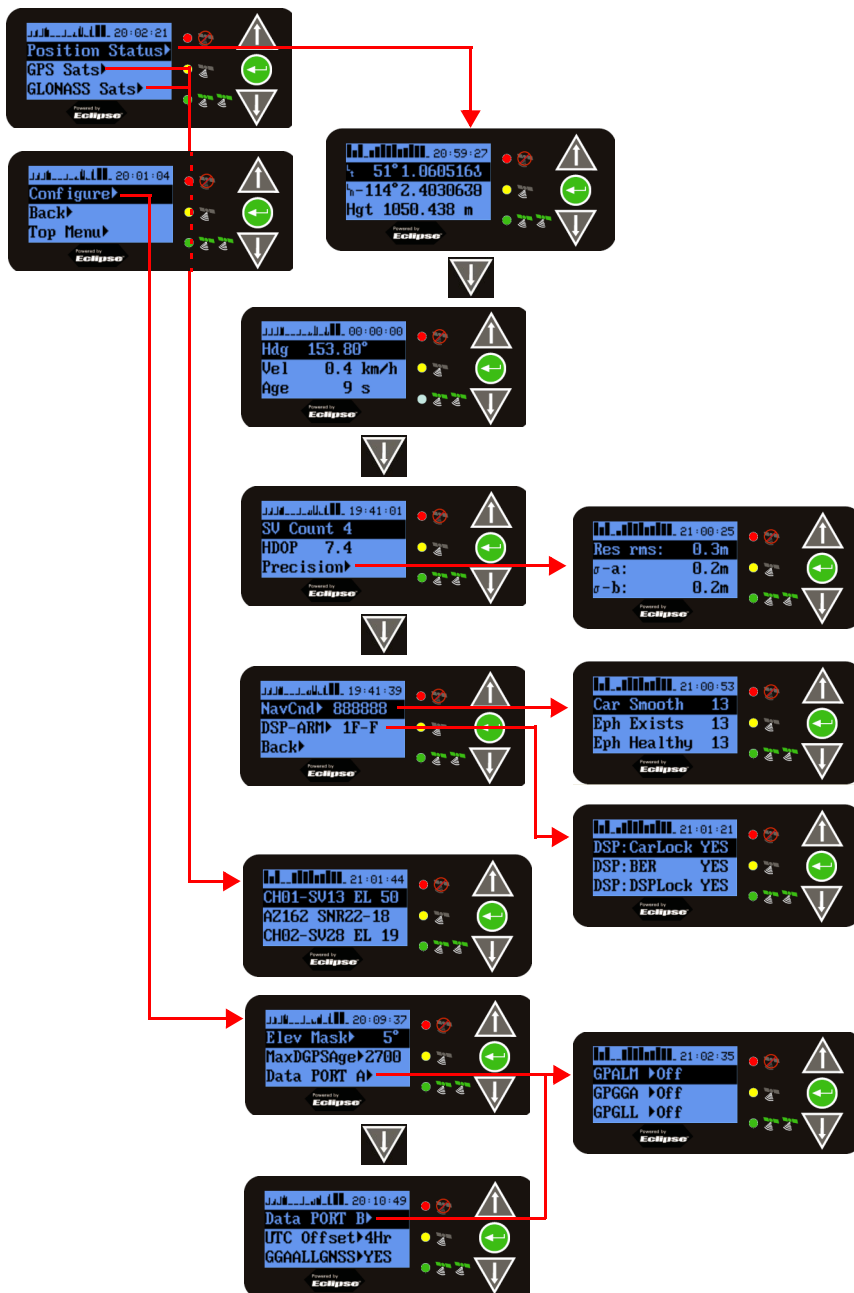 20:02:21
Position Status
GPS Sats
GLONASS Sats
Powered by
Eclipse
20:01:04
Configure
Back
Top Menu
Powered by
Eclipse
20:59:27
Lt 51°1.060516
Ln-114°2.4030630
Hgt 1050.438 m
Powered by
Eclipse
00:00:00
Hdg 153.80°
Vel 0.4 km/h
Age 9 s
Powered by
Eclipse
19:41:01
SV Count 4
HDOP 7.4
Precision
Powered by
Eclipse
21:00:25
Res rms: 0.3m
σ-a: 0.2m
σ-b: 0.2m
Powered by
Eclipse
19:41:39
NavCnd 888888
DSP-ARM 1F-F
Back
Powered by
Eclipse
21:00:53
Car Smooth 13
Eph Exists 13
Eph Healthy 13
Powered by
Eclipse
21:01:21
DSP:CarLock YES
DSP:BER YES
DSP:DSPLock YES
Powered by
Eclipse
21:01:44
CH01-SV13 EL 50
AZ162 SNR22-18
CH02-SV28 EL 19
Powered by
Eclipse
20:09:37
Elev Mask 5°
MaxDGPSAge 2700
Data PORT A
Powered by
Eclipse
21:02:35
GPALM Off
GPGGA Off
GPGLL Off
Powered by
Eclipse
20:10:49
Data PORT B
UTC Offset 4Hr
GGAALLGNSS YES
Powered by
Eclipse